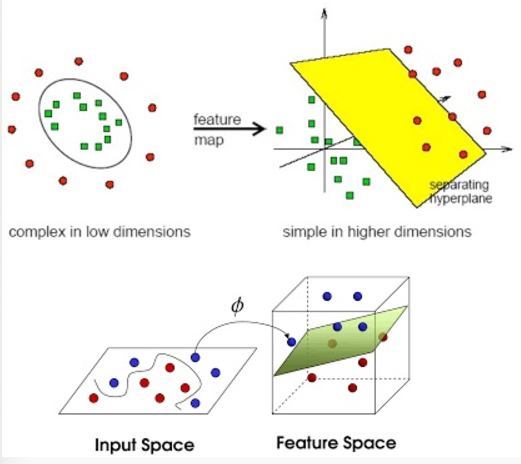 feature
map
separating
hyperplane
complex in low dimensions
simple in higher dimensions
ϕ
Input Space
Feature Space